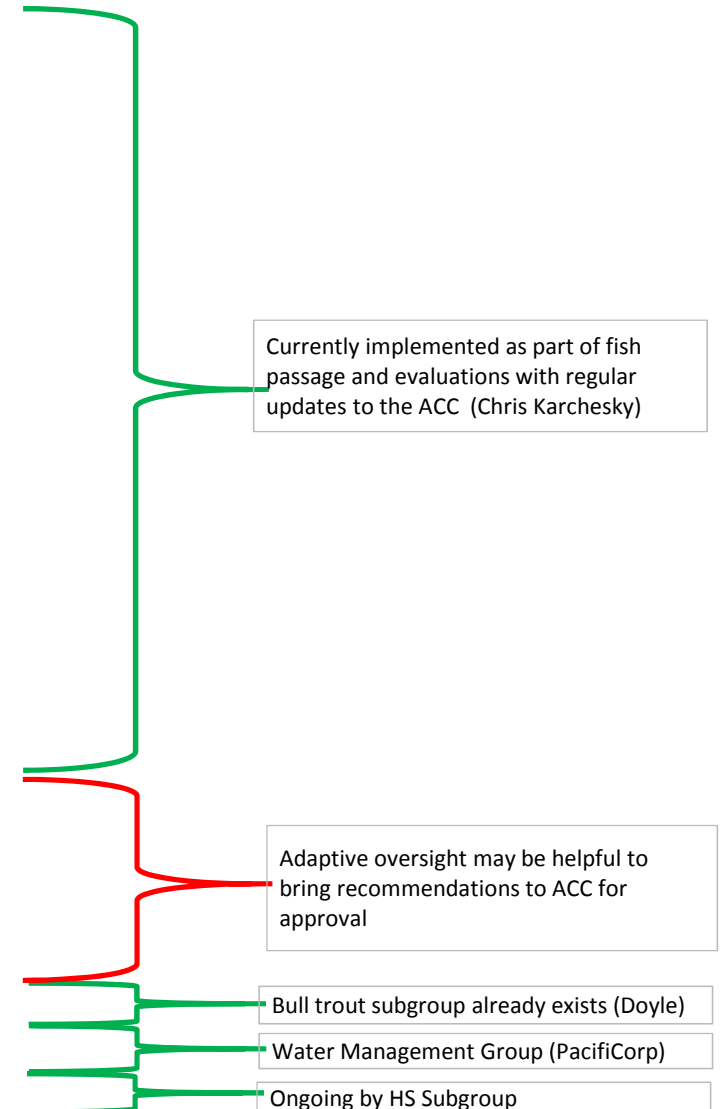 Currently implemented as part of fish
passage and evaluations with regular
updates to the ACC  (Chris Karchesky)
Adaptive oversight may be helpful to
bring recommendations to ACC for
approval
Bull trout subgroup already exists (Doyle)
Water Management Group (PacifiCorp)
Ongoing by HS Subgroup